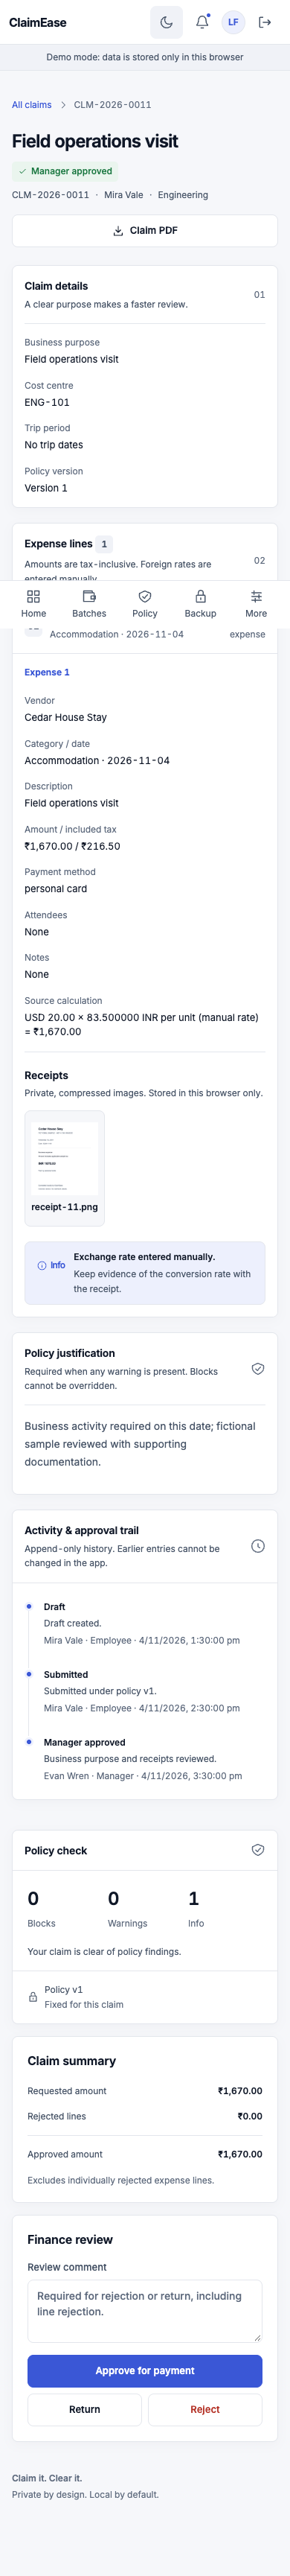 ClaimEase
LF
Demo mode: data is stored only in this browser
All claims > CLM-2026-0011
Field operations visit
Manager approved
CLM-2026-0011 · Mira Vale · Engineering
Claim PDF
Claim details
A clear purpose makes a faster review.
01
Business purpose
Field operations visit
Cost centre
ENG-101
Trip period
No trip dates
Policy version
Version 1
Expense lines 1
Amounts are tax-inclusive. Foreign rates are
entered manually.
02
Home
Batches
Policy
Backup
More
Accommodation · 2026-11-04
expense
Expense 1
Vendor
Cedar House Stay
Category / date
Accommodation · 2026-11-04
Description
Field operations visit
Amount / included tax
₹1,670.00 / ₹216.50
Payment method
personal card
Attendees
None
Notes
None
Source calculation
USD 20.00 × 83.500000 INR per unit (manual rate)
= ₹1,670.00
Receipts
Private, compressed images. Stored in this browser only.
Cedar House Stay
receipt-11.png
Info
Exchange rate entered manually.
Keep evidence of the conversion rate with
the receipt.
Policy justification
Required when any warning is present. Blocks
cannot be overridden.
Business activity required on this date; fictional
sample reviewed with supporting
documentation.
Activity & approval trail
Append-only history. Earlier entries cannot be
changed in the app.
Draft
Draft created.
Mira Vale · Employee · 4/11/2026, 1:30:00 pm
Submitted
Submitted under policy v1.
Mira Vale · Employee · 4/11/2026, 2:30:00 pm
Manager approved
Business purpose and receipts reviewed.
Evan Wren · Manager · 4/11/2026, 3:30:00 pm
Policy check
0
Blocks
0
Warnings
1
Info
Your claim is clear of policy findings.
Policy v1
Fixed for this claim
Claim summary
Requested amount ₹1,670.00
Rejected lines ₹0.00
Approved amount ₹1,670.00
Excludes individually rejected expense lines.
Finance review
Review comment
Required for rejection or return, including
line rejection.
Approve for payment
Return
Reject
Claim it. Clear it.
Private by design. Local by default.